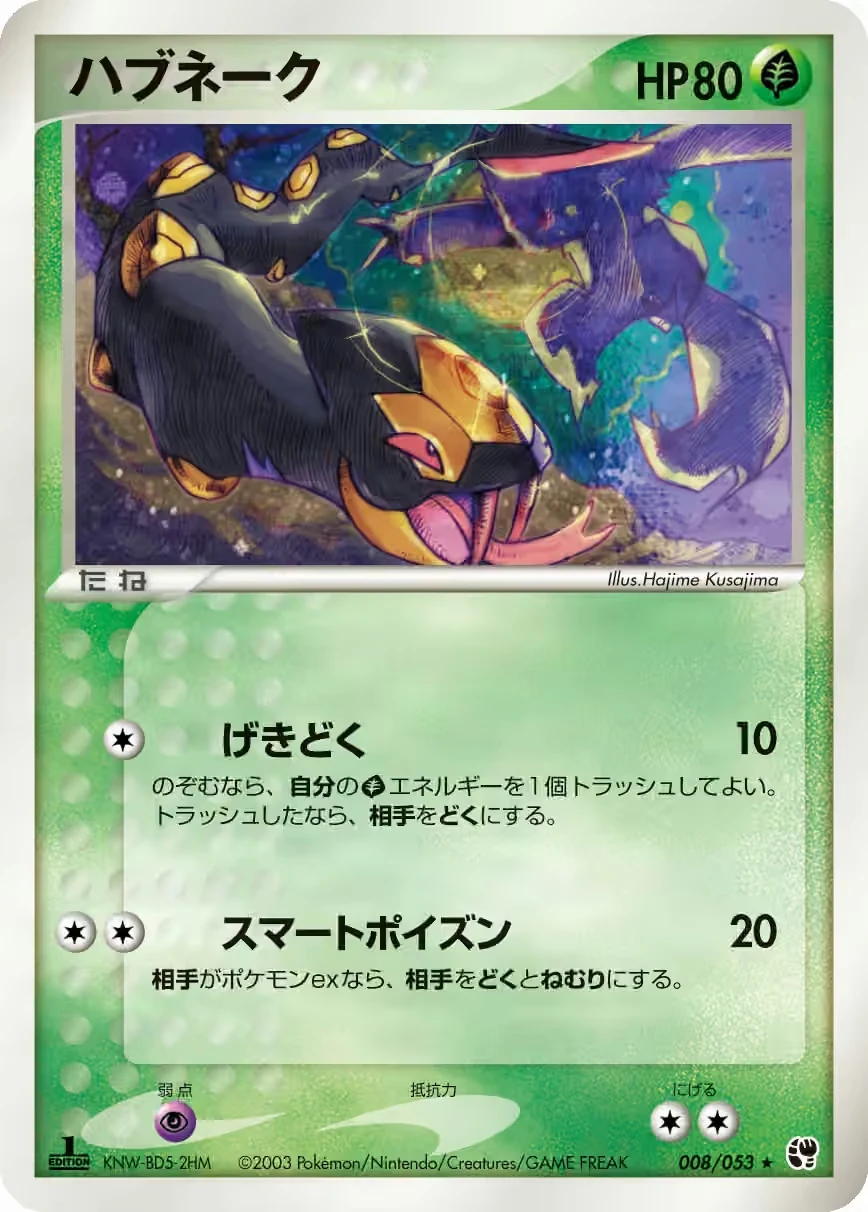 ハブネーク
HP80
たね
Illus.Hajime Kusajima
げきどく 10
のぞむなら、自分のエネルギーを1個トラッシュしてよい。
トラッシュしたなら、相手をどくにする。
スマートポイズン 20
相手がポケモンexなら、相手をどくとねむりにする。
弱点 抵抗力 にげる
1 EDITION KNW-BD5-2HM ©2003 Pokémon/Nintendo/Creatures/GAME FREAK 008/053 ★